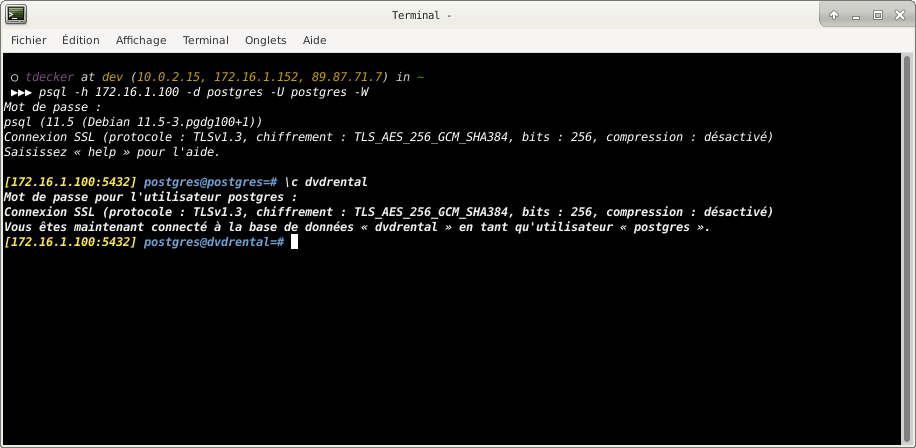 Terminal -
Fichier Édition Affichage Terminal Onglets Aide
○ tdecker at dev (10.0.2.15, 172.16.1.152, 89.87.71.7) in ~
▶▶▶ psql -h 172.16.1.100 -d postgres -U postgres -W
Mot de passe :
psql (11.5 (Debian 11.5-3.pgdg100+1))
Connexion SSL (protocole : TLSv1.3, chiffrement : TLS_AES_256_GCM_SHA384, bits : 256, compression : désactivé)
Saisissez « help » pour l'aide.
[172.16.1.100:5432] postgres@postgres=# \c dvdrental
Mot de passe pour l'utilisateur postgres :
Connexion SSL (protocole : TLSv1.3, chiffrement : TLS_AES_256_GCM_SHA384, bits : 256, compression : désactivé)
Vous êtes maintenant connecté à la base de données « dvdrental » en tant qu'utilisateur « postgres ».
[172.16.1.100:5432] postgres@dvdrental=#